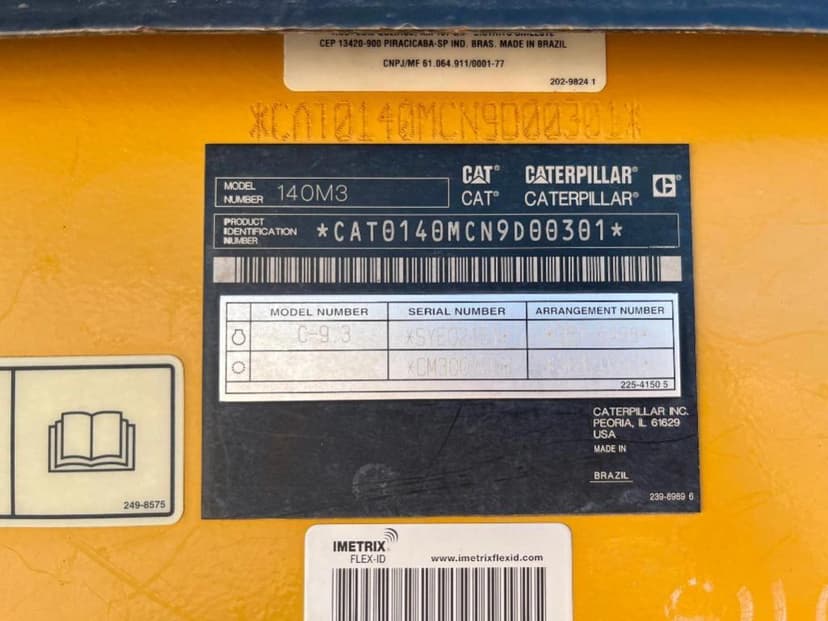 CEP 13420-900 PIRACICABA-SP IND. BRAS. MADE IN BRAZIL
CNPJ/MF 61.064.911/0001-77
202-9824 1
*CAT0140MCN9D00301*
CAT® CATERPILLAR®
MODEL NUMBER 140M3
CAT® CATERPILLAR®
PRODUCT IDENTIFICATION NUMBER *CAT0140MCN9D00301*
MODEL NUMBER SERIAL NUMBER ARRANGEMENT NUMBER
C-9.3
225-4150 5
CATERPILLAR INC.
PEORIA, IL 61629
USA
MADE IN
BRAZIL
239-8989 6
249-8575
IMETRIX
FLEX-ID www.imetrixflexid.com